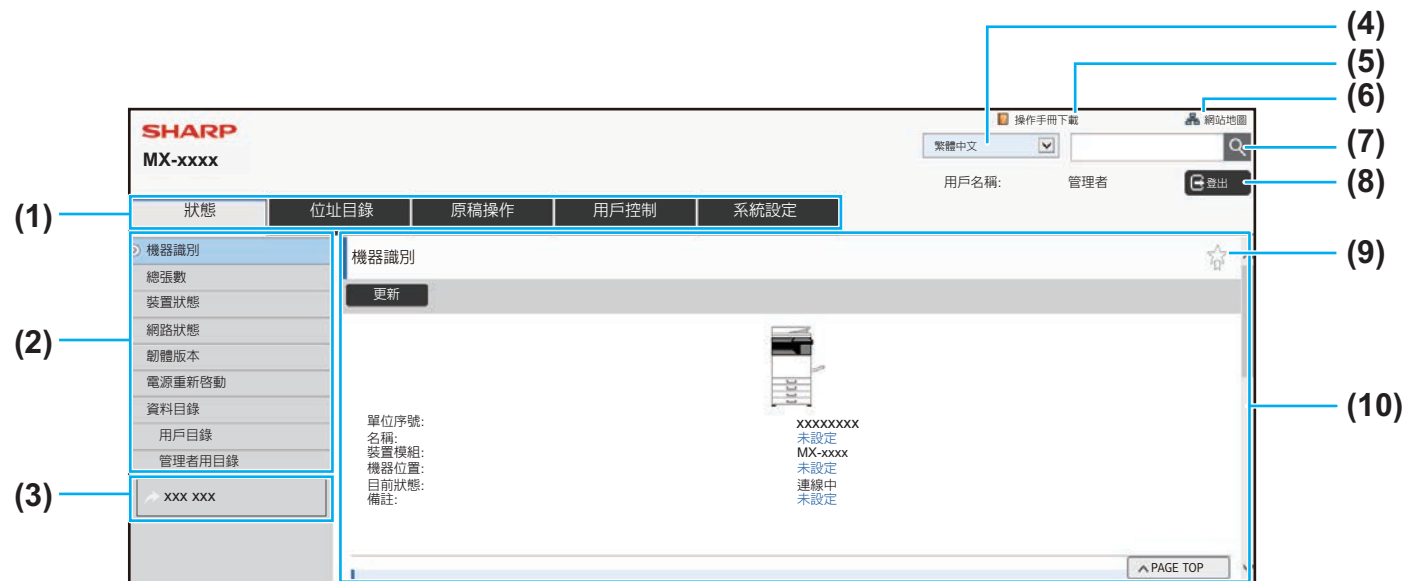 (4)
(5)
(6)
操作手冊下載 網站地圖
SHARP
繁體中文
(7)
MX-xxxx
用戶名稱: 管理者 登出
(8)
(1)
狀態 位址目錄 原稿操作 用戶控制 系統設定
(2)
機器識別
總張數
裝置狀態
網路狀態
韌體版本
電源重新啓動
資料目錄
用戶目錄
管理者用目錄
(3)
xxx xxx
機器識別
(9)
更新
單位序號: xxxxxxxx
名稱: 未設定
裝置模組: MX-xxxx
機器位置: 未設定
目前狀態: 連線中
備註: 未設定
(10)
PAGE TOP